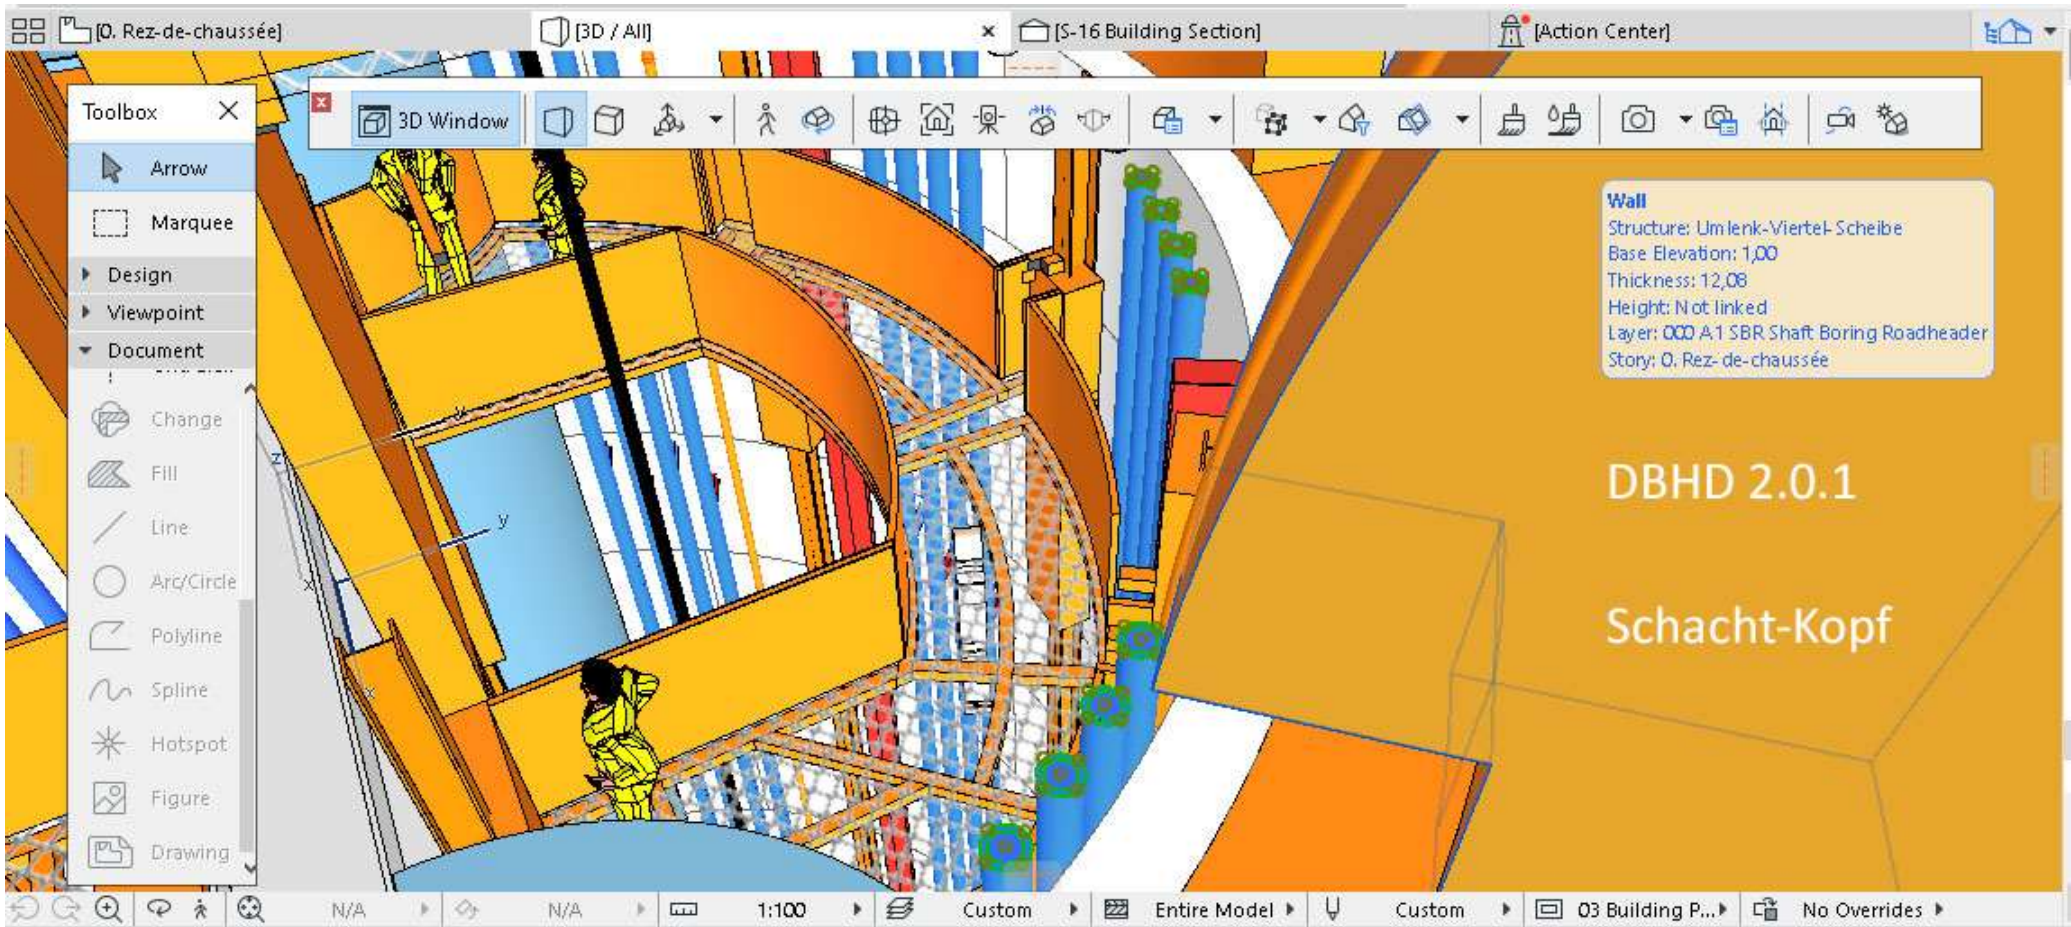 [0. Rez-de-chaussée]
[3D / All]
[S-16 Building Section]
[Action Center]
Toolbox
3D Window
Arrow
Marquee
Design
Viewpoint
Document
Change
Fill
Line
Arc/Circle
Polyline
Spline
Hotspot
Figure
Drawing
z
y
y
x
x
Wall
Structure: Umlenk-Viertel-Scheibe
Base Elevation: 1,00
Thickness: 12,08
Height: Not linked
Layer: 000 A1 SBR Shaft Boring Roadheader
Story: 0. Rez-de-chaussée
DBHD 2.0.1
Schacht-Kopf
N/A
N/A
1:100
Custom
Entire Model
Custom
03 Building P...
No Overrides